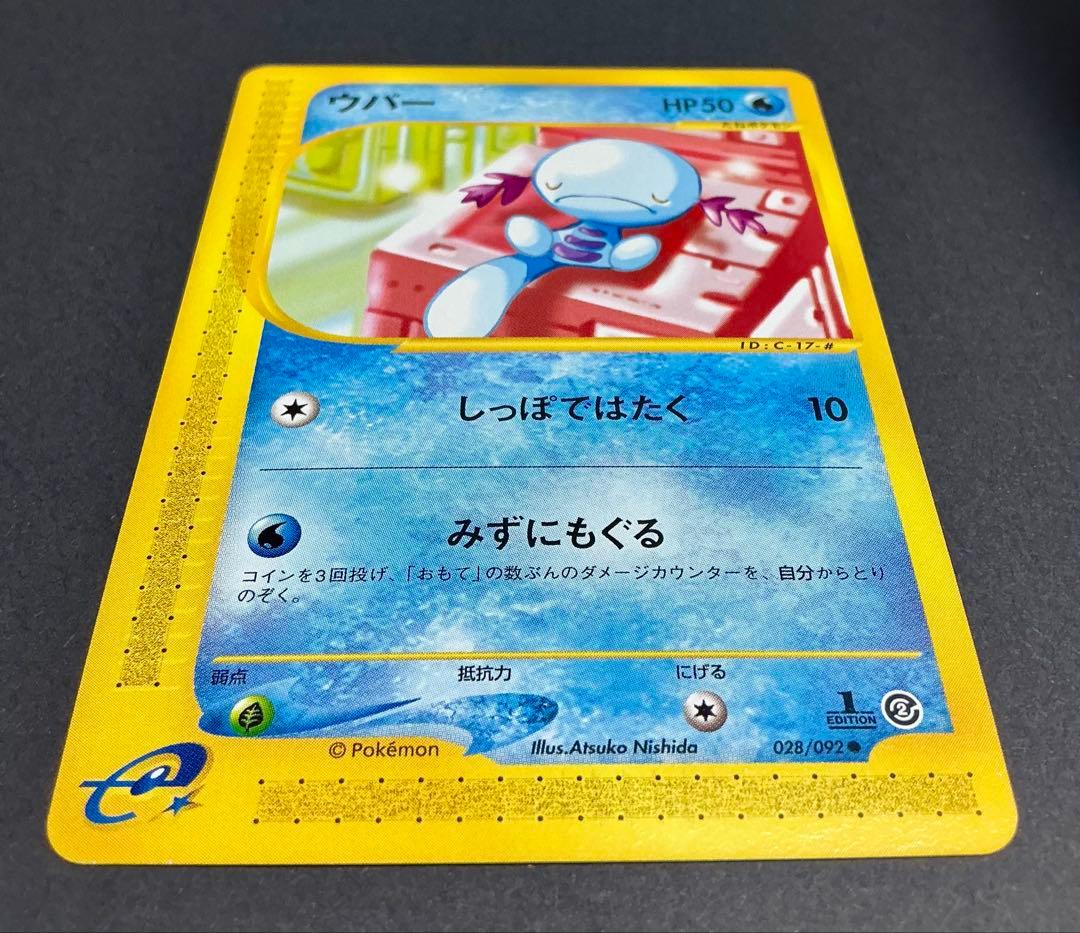 ウパー
HP50
たねポケモン
ID:C-17-#
しっぽではたく 10
みずにもぐる
コインを3回投げ、「おもて」の数ぶんのダメージカウンターを、自分からとり
のぞく。
弱点 抵抗力 にげる
1
EDITION
2
© Pokémon Illus.Atsuko Nishida 028/092●
e